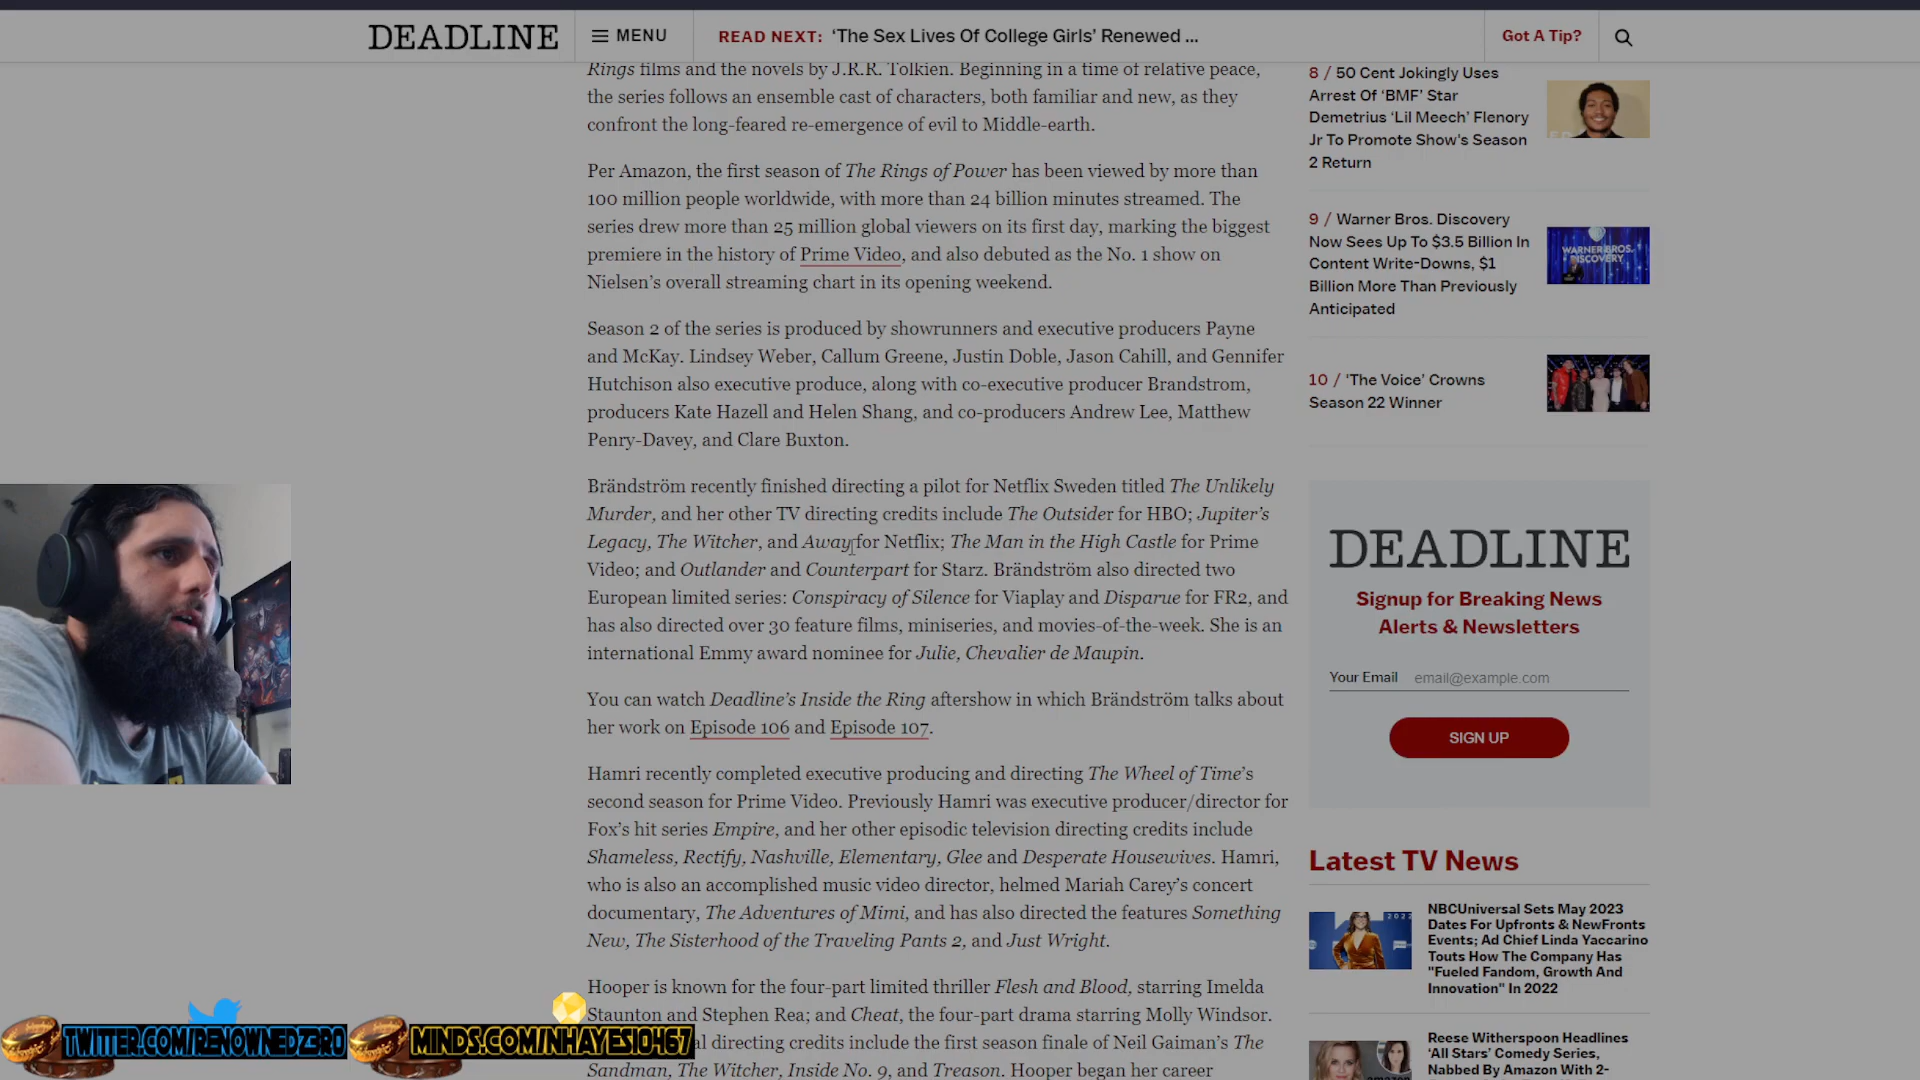 DEADLINE
MENU
READ NEXT: ‘The Sex Lives Of College Girls’ Renewed ...
Got A Tip?
Rings films and the novels by J.R.R. Tolkien. Beginning in a time of relative peace,
the series follows an ensemble cast of characters, both familiar and new, as they
confront the long-feared re-emergence of evil to Middle-earth.
Per Amazon, the first season of The Rings of Power has been viewed by more than
100 million people worldwide, with more than 24 billion minutes streamed. The
series drew more than 25 million global viewers on its first day, marking the biggest
premiere in the history of Prime Video, and also debuted as the No. 1 show on
Nielsen’s overall streaming chart in its opening weekend.
Season 2 of the series is produced by showrunners and executive producers Payne
and McKay. Lindsey Weber, Callum Greene, Justin Doble, Jason Cahill, and Gennifer
Hutchison also executive produce, along with co-executive producer Brandstrom,
producers Kate Hazell and Helen Shang, and co-producers Andrew Lee, Matthew
Penry-Davey, and Clare Buxton.
Brändström recently finished directing a pilot for Netflix Sweden titled The Unlikely
Murder, and her other TV directing credits include The Outsider for HBO; Jupiter’s
Legacy, The Witcher, and Away for Netflix; The Man in the High Castle for Prime
Video; and Outlander and Counterpart for Starz. Brändström also directed two
European limited series: Conspiracy of Silence for Viaplay and Disparue for FR2, and
has also directed over 30 feature films, miniseries, and movies-of-the-week. She is an
international Emmy award nominee for Julie, Chevalier de Maupin.
You can watch Deadline’s Inside the Ring aftershow in which Brändström talks about
her work on Episode 106 and Episode 107.
Hamri recently completed executive producing and directing The Wheel of Time’s
second season for Prime Video. Previously Hamri was executive producer/director for
Fox’s hit series Empire, and her other episodic television directing credits include
Shameless, Rectify, Nashville, Elementary, Glee and Desperate Housewives. Hamri,
who is also an accomplished music video director, helmed Mariah Carey’s concert
documentary, The Adventures of Mimi, and has also directed the features Something
New, The Sisterhood of the Traveling Pants 2, and Just Wright.
Hooper is known for the four-part limited thriller Flesh and Blood, starring Imelda
Staunton and Stephen Rea; and Cheat, the four-part drama starring Molly Windsor.
al directing credits include the first season finale of Neil Gaiman’s The
Sandman, The Witcher, Inside No. 9, and Treason. Hooper began her career
8 / 50 Cent Jokingly Uses
Arrest Of ‘BMF’ Star
Demetrius ‘Lil Meech’ Flenory
Jr To Promote Show's Season
2 Return
9 / Warner Bros. Discovery
Now Sees Up To $3.5 Billion In
Content Write-Downs, $1
Billion More Than Previously
Anticipated
WARNER BROS.
DISCOVERY
10 / ‘The Voice’ Crowns
Season 22 Winner
DEADLINE
Signup for Breaking News
Alerts & Newsletters
Your Email email@example.com
SIGN UP
Latest TV News
NBCUniversal Sets May 2023
Dates For Upfronts & NewFronts
Events; Ad Chief Linda Yaccarino
Touts How The Company Has
"Fueled Fandom, Growth And
Innovation" In 2022
Reese Witherspoon Headlines
‘All Stars’ Comedy Series,
Nabbed By Amazon With 2-
TWITTER.COM/RENOWNEDZ3R0
MINDS.COM/NHAYES10467